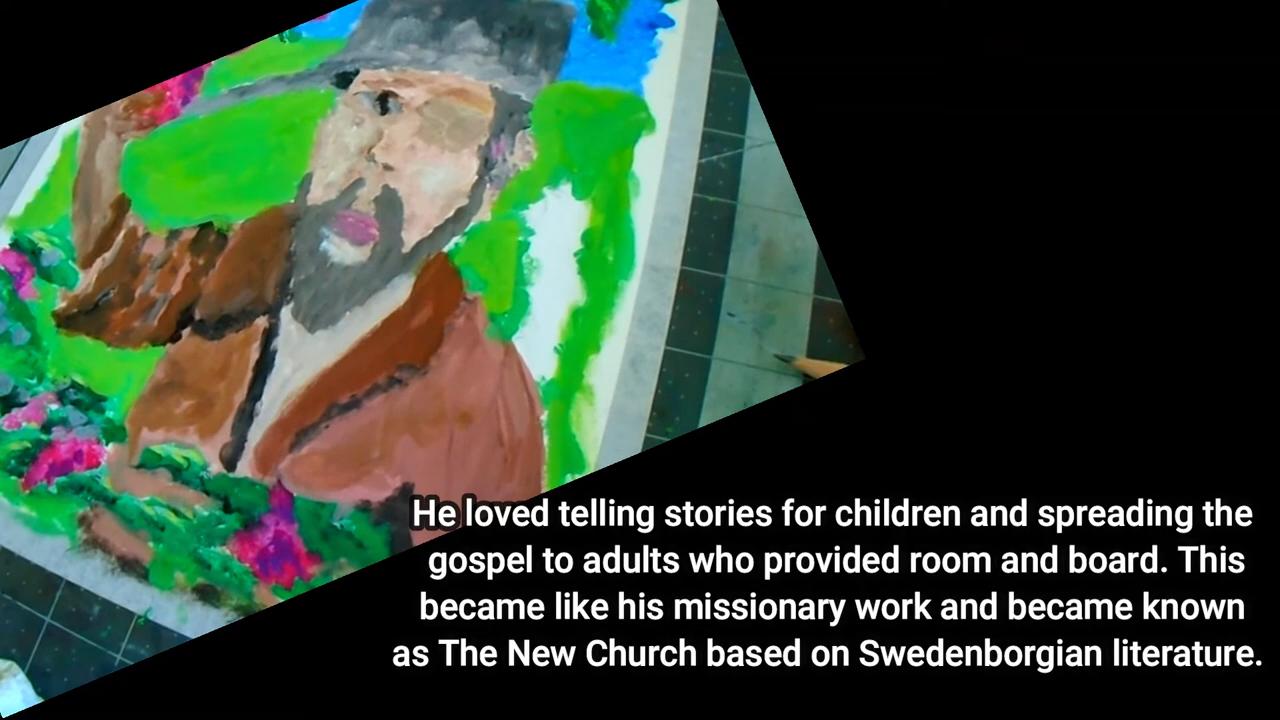 He loved telling stories for children and spreading the
gospel to adults who provided room and board. This
became like his missionary work and became known
as The New Church based on Swedenborgian literature.